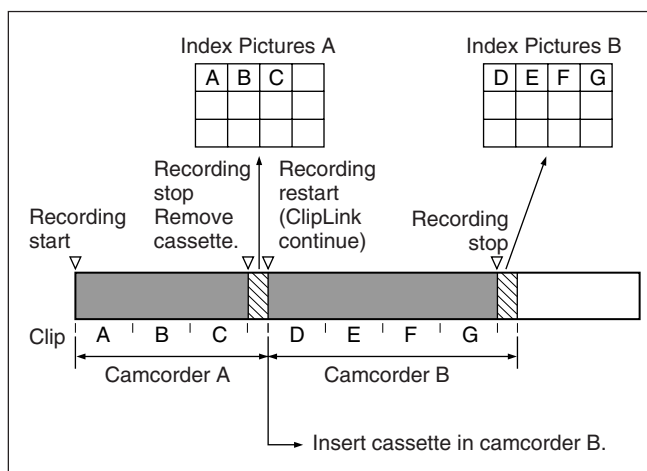 Index Pictures A
Index Pictures B
A B C
D E F G
Recording
start
Recording
stop
Remove
cassette.
Recording
restart
(ClipLink
continue)
Recording
stop
Clip A B C D E F G
Camcorder A
Camcorder B
Insert cassette in camcorder B.